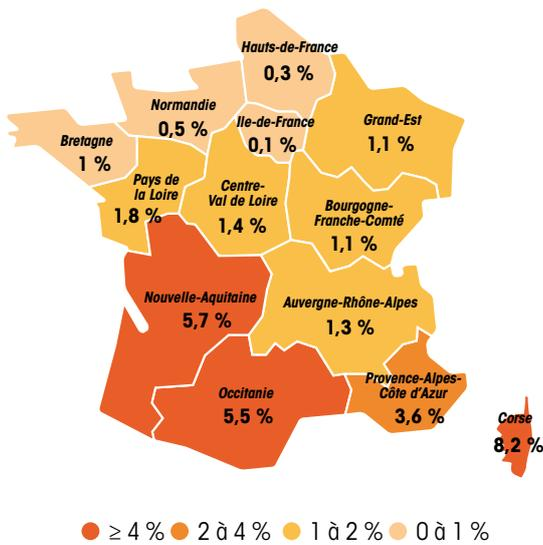 Hauts-de-France
0,3 %
Normandie
0,5 %
Ile-de-France
0,1 %
Grand-Est
1,1 %
Bretagne
1 %
Pays de
la Loire
1,8 %
Centre-
Val de Loire
1,4 %
Bourgogne-
Franche-Comté
1,1 %
Nouvelle-Aquitaine
5,7 %
Auvergne-Rhône-Alpes
1,3 %
Occitanie
5,5 %
Provence-Alpes-
Côte d'Azur
3,6 %
Corse
8,2 %
≥ 4 % 2 à 4 % 1 à 2 % 0 à 1 %